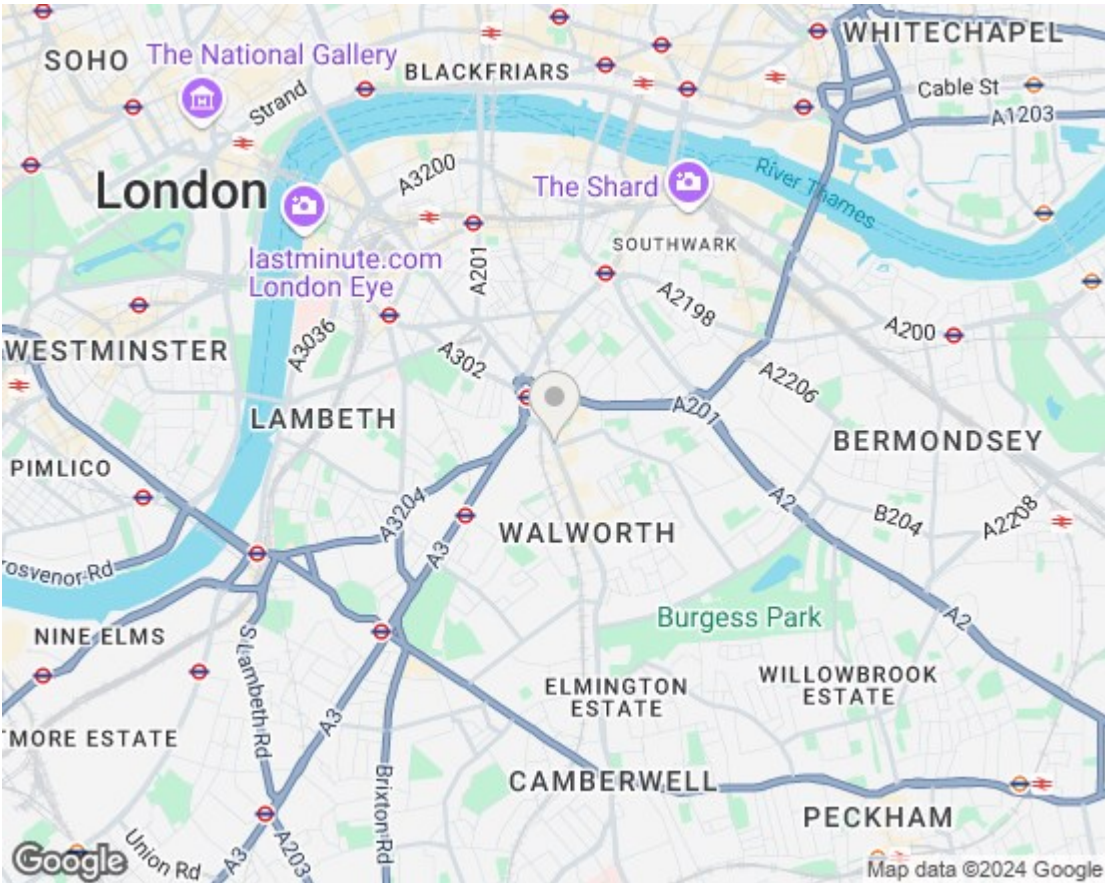 WHITECHAPEL
SOHO
The National Gallery
BLACKFRIARS
Cable St
Strand
A1203
A3200
London
The Shard
River Thames
A201
SOUTHWARK
lastminute.com
London Eye
A2198
A3036
A200
WESTMINSTER
A302
A2206
LAMBETH
A201
BERMONDSEY
PIMLICO
A2
A3204
B204
A2208
WALWORTH
A3
rosvenor Rd
Burgess Park
A2
NINE ELMS
S Lambeth Rd
WILLOWBROOK
ESTATE
ELMINGTON
ESTATE
A3
TMORE ESTATE
Brixton Rd
CAMBERWELL
PECKHAM
A203
Union Rd
A3
Google
Map data ©2024 Google